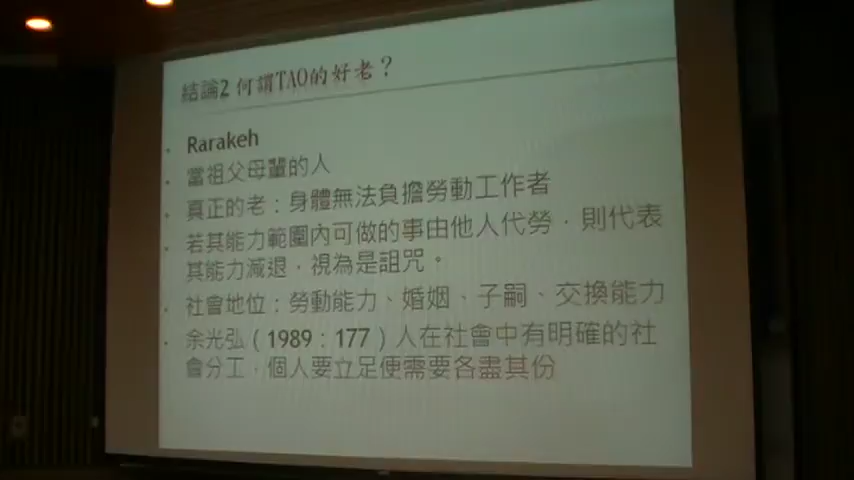 結論2 何謂TAO的好老？
Rarakeh
當祖父母輩的人
真正的老：身體無法負擔勞動工作者
若其能力範圍內可做的事由他人代勞，則代表
其能力減退，視為是詛咒。
社會地位：勞動能力、婚姻、子嗣、交換能力
余光弘（1989：177）人在社會中有明確的社
會分工，個人要立足便需要各盡其份